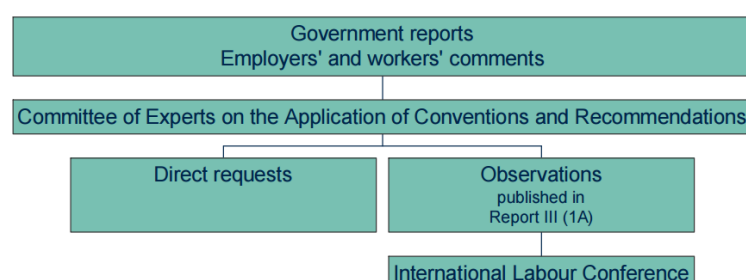 Government reports
Employers' and workers' comments
Committee of Experts on the Application of Conventions and Recommendations
Direct requests
Observations
published in
Report III (1A)
International Labour Conference